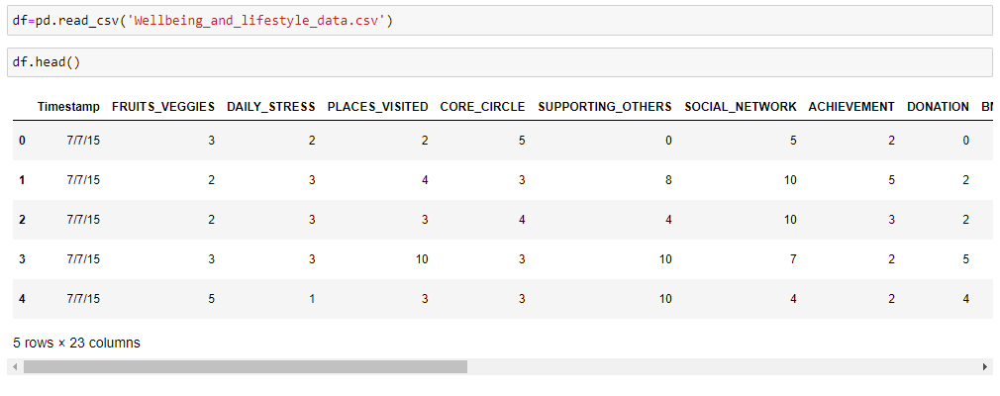 df=pd.read_csv('Wellbeing_and_lifestyle_data.csv')
df.head()
Timestamp FRUITS_VEGGIES DAILY_STRESS PLACES_VISITED CORE_CIRCLE SUPPORTING_OTHERS SOCIAL_NETWORK ACHIEVEMENT DONATION
0 7/7/15 3 2 2 5 0 5 2 0
1 7/7/15 2 3 4 3 8 10 5 2
2 7/7/15 2 3 3 4 4 10 3 2
3 7/7/15 3 3 10 3 10 7 2 5
4 7/7/15 5 1 3 3 10 4 2 4
5 rows × 23 columns